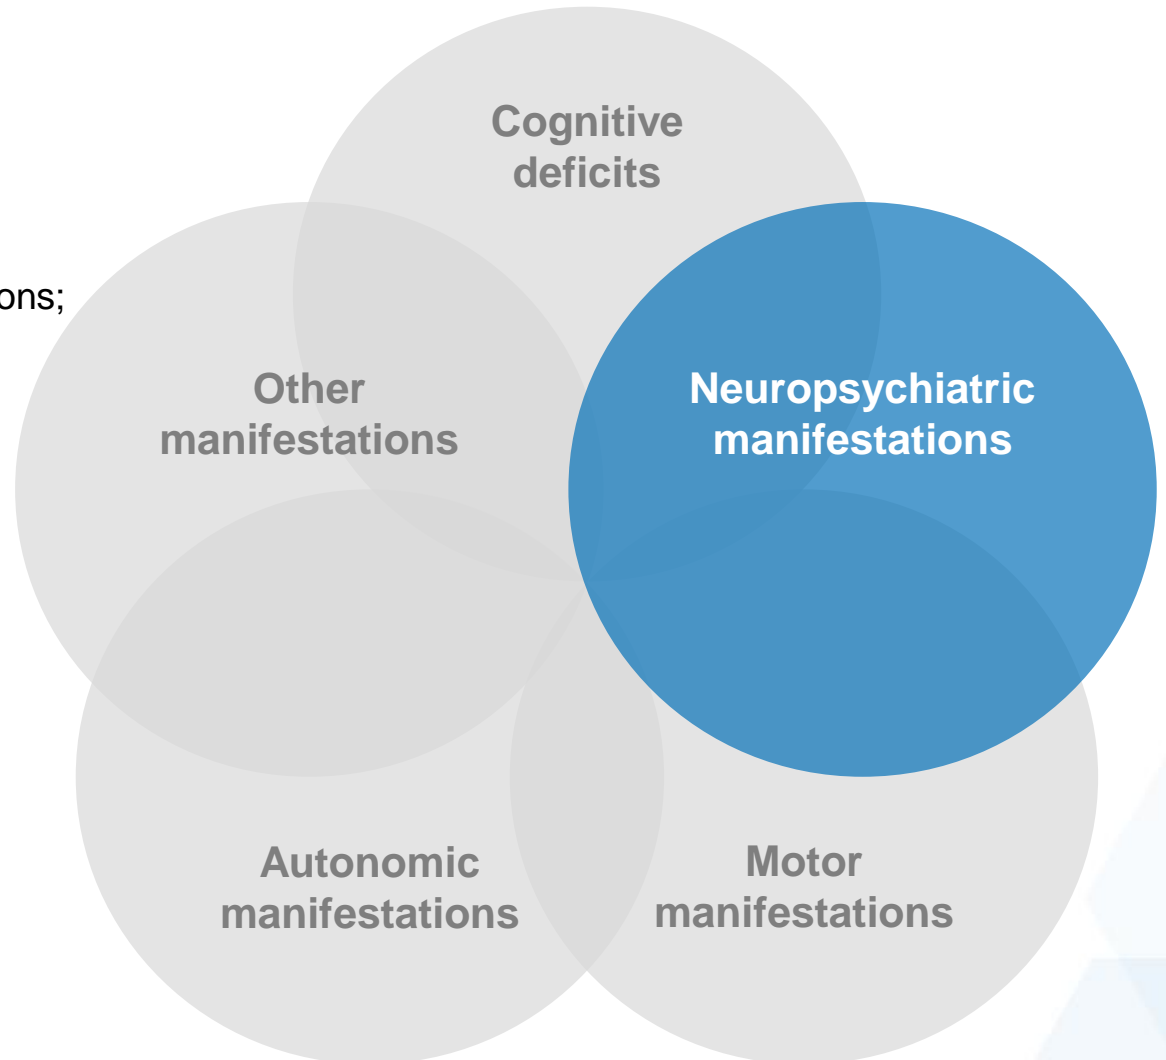 Cognitive
deficits
ons;
Other
manifestations
Neuropsychiatric
manifestations
Autonomic
manifestations
Motor
manifestations